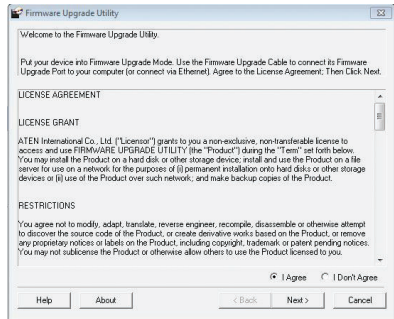 Firmware Upgrade Utility
Welcome to the Firmware Upgrade Utility.
Put your device into Firmware Upgrade Mode. Use the Firmware Upgrade Cable to connect its Firmware
Upgrade Port to your computer (or connect via Ethernet). Agree to the License Agreement; Then Click Next.
LICENSE AGREEMENT
LICENSE GRANT
ATEN International Co., Ltd. ("Licensor") grants to you a non-exclusive, non-transferable license to
access and use FIRMWARE UPGRADE UTILITY (the "Product") during the "Term" set forth below.
You may install the Product on a hard disk or other storage device; install and use the Product on a file
server for use on a network for the purposes of (i) permanent installation onto hard disks or other storage
devices or (ii) use of the Product over such network; and make backup copies of the Product.
RESTRICTIONS
You agree not to modify, adapt, translate, reverse engineer, recompile, disassemble or otherwise attempt
to discover the source code of the Product, or create derivative works based on the Product, or remove
any proprietary notices or labels on the Product, including copyright, trademark or patent pending notices.
You may not sublicense the Product or otherwise allow others to use the Product licensed to you.
I Agree I Don't Agree
Help About < Back Next > Cancel